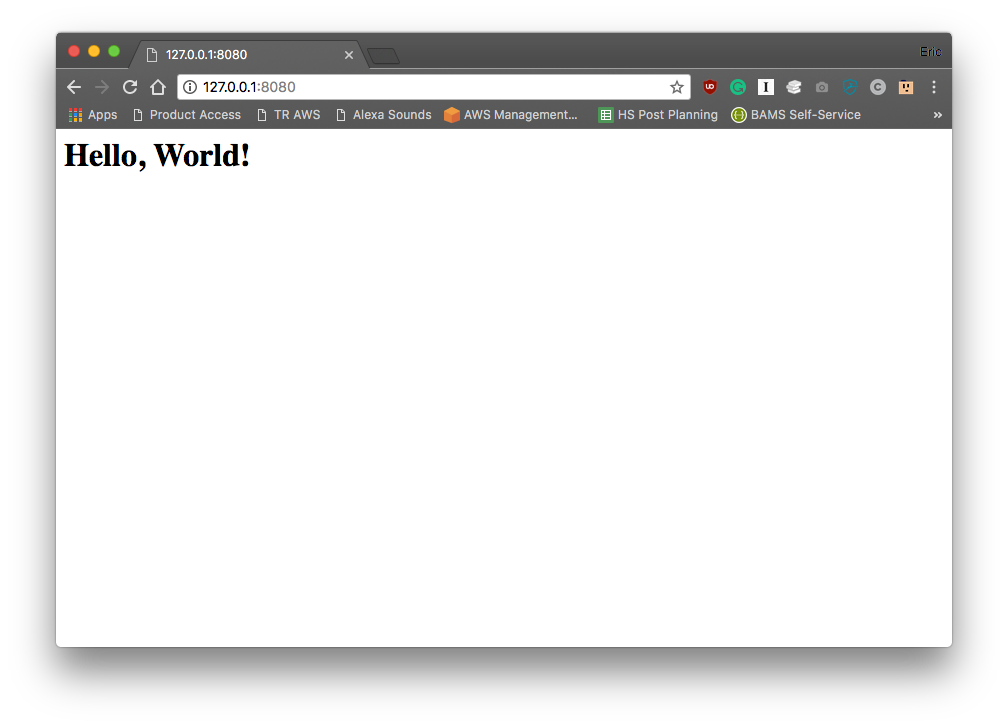 127.0.0.1:8080
Eric
127.0.0.1:8080
Apps Product Access TR AWS Alexa Sounds AWS Management... HS Post Planning BAMS Self-Service »
Hello, World!